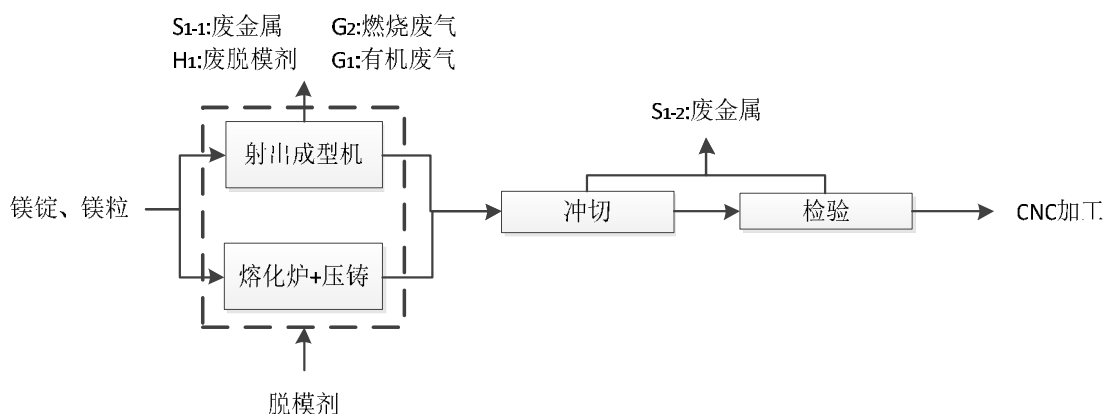 S1-1:废金属 G2:燃烧废气
H1:废脱模剂 G1:有机废气
S1-2:废金属
射出成型机
镁锭、镁粒
冲切
检验
CNC加工
熔化炉+压铸
脱模剂